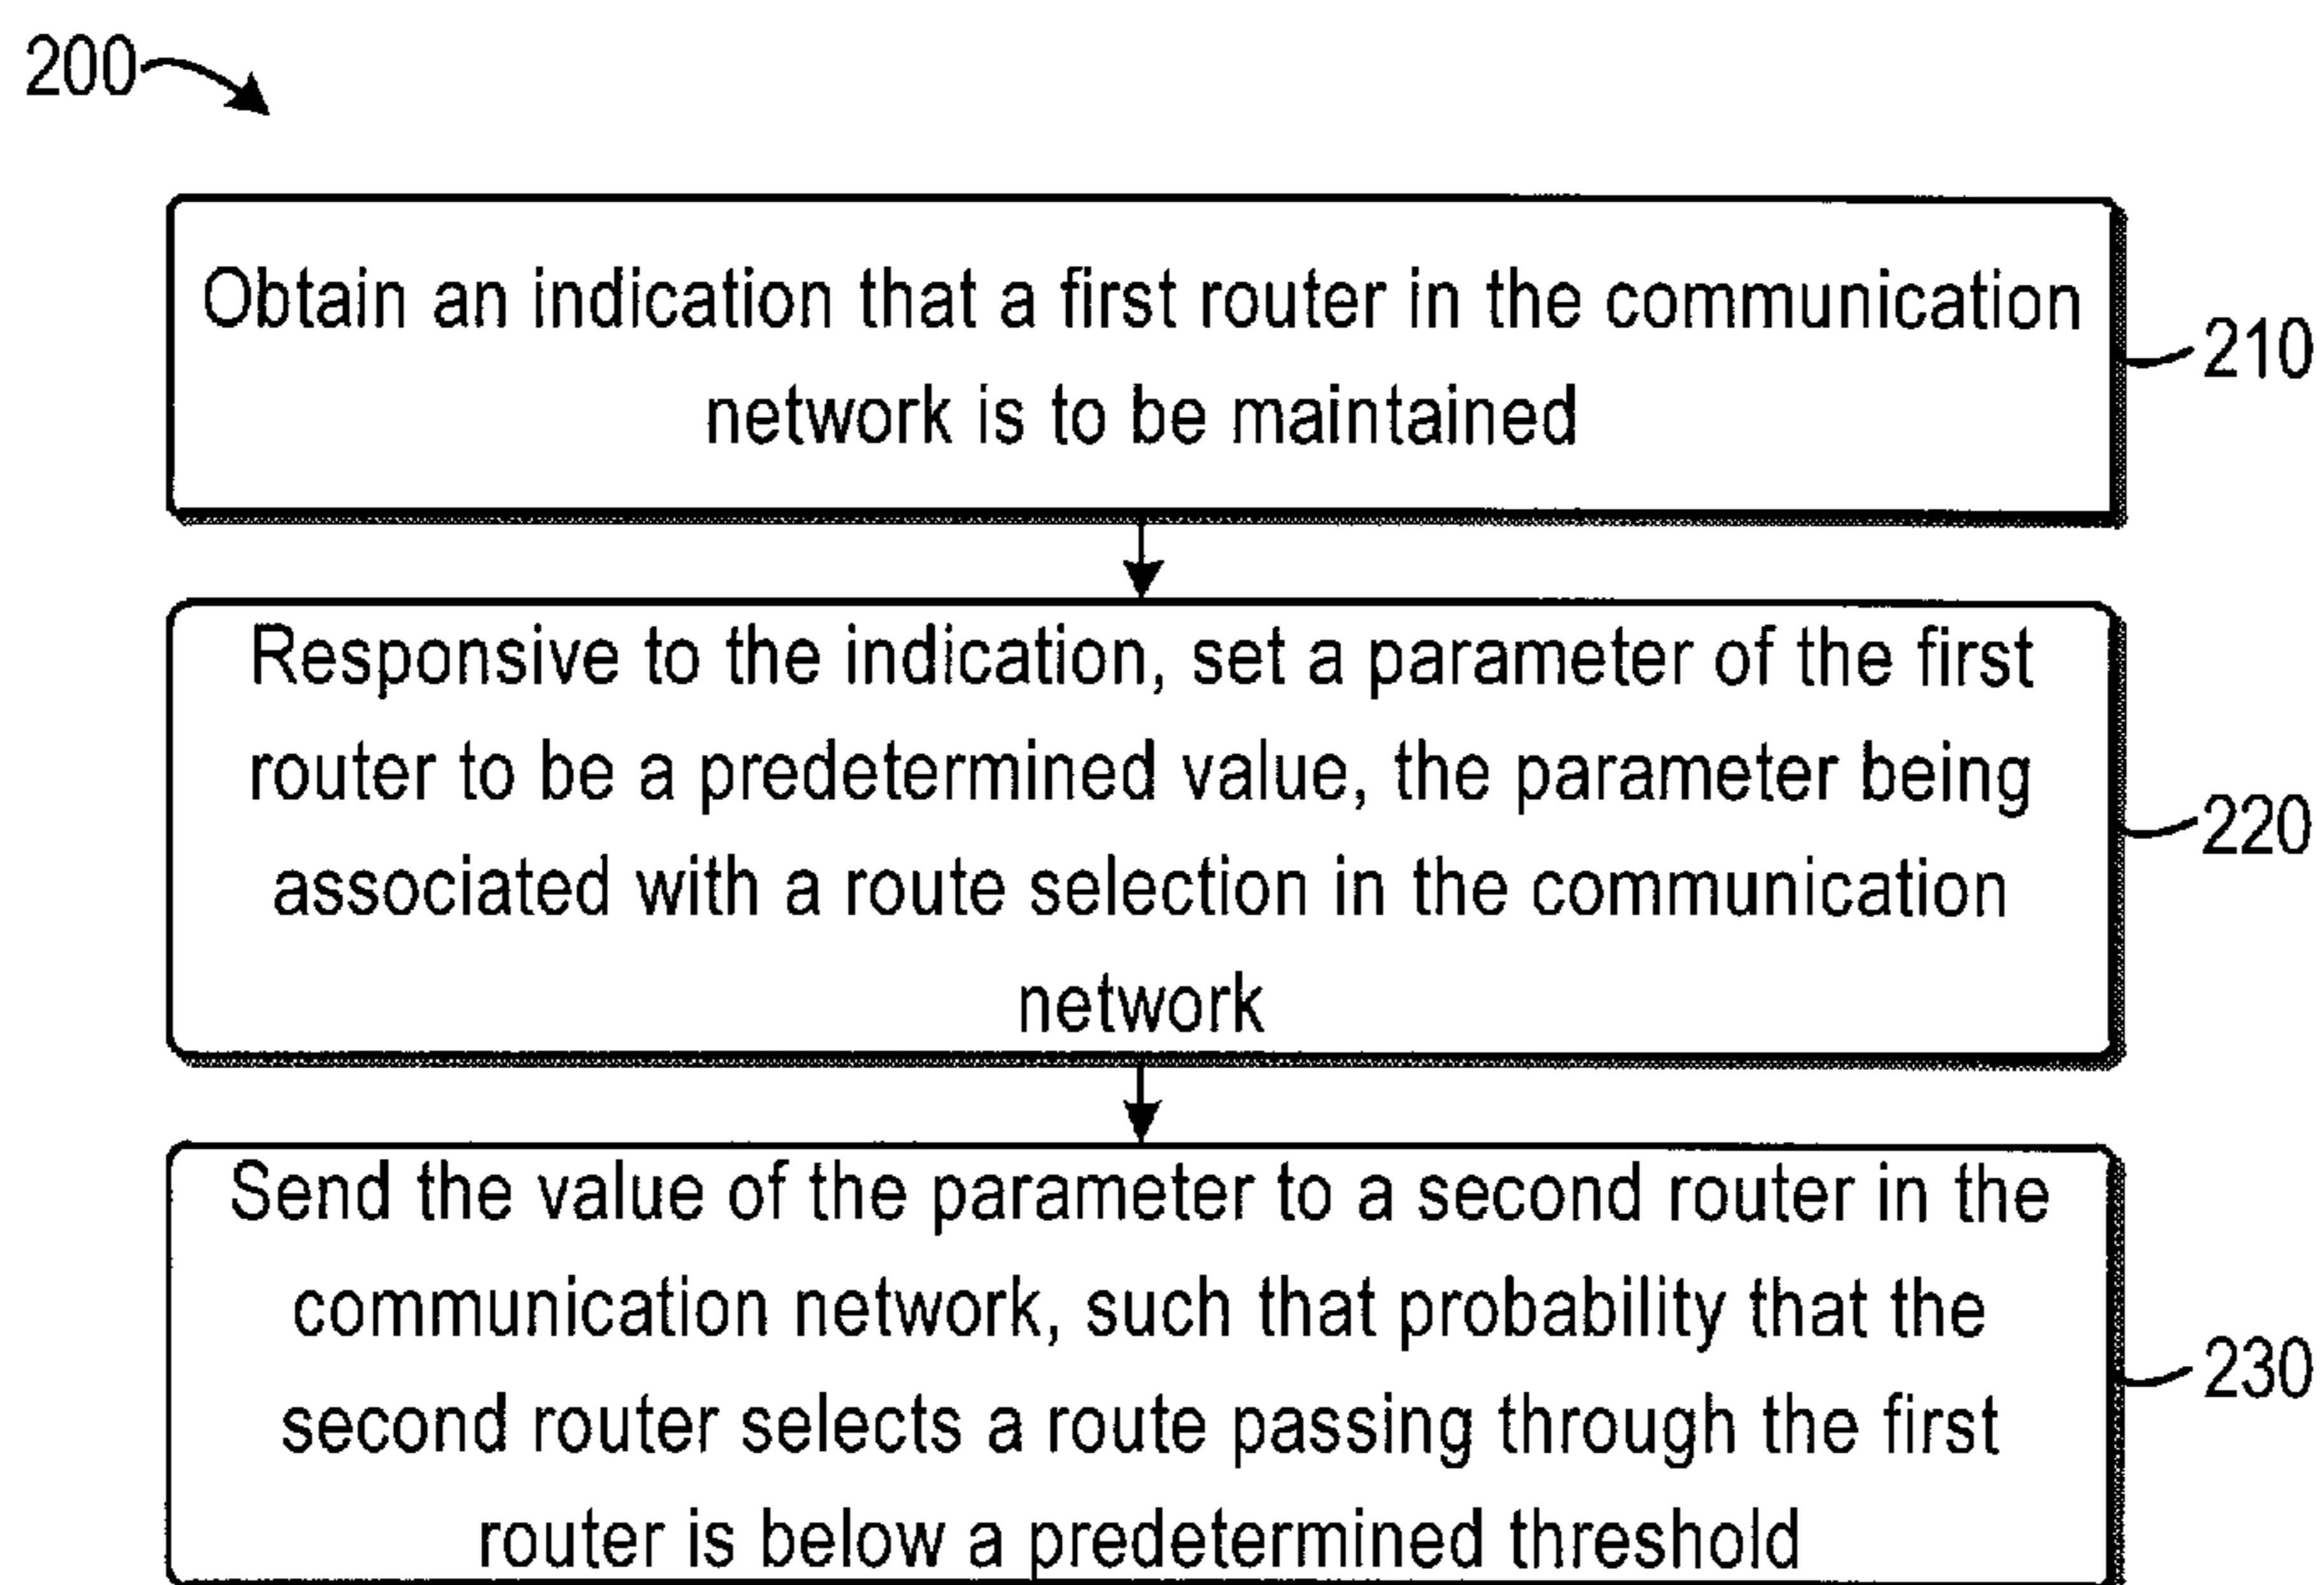 200
Obtain an indication that a first router in the communication
network is to be maintained
210
Responsive to the indication, set a parameter of the first
router to be a predetermined value, the parameter being
associated with a route selection in the communication
network
220
Send the value of the parameter to a second router in the
communication network, such that probability that the
second router selects a route passing through the first
router is below a predetermined threshold
230